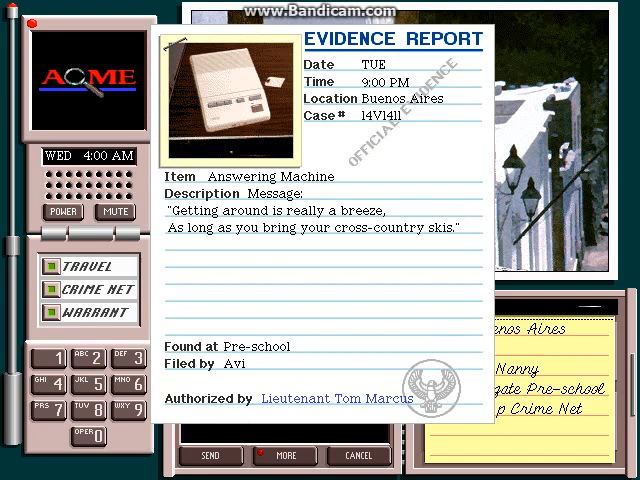 www.Bandicam.com
ACME
WED 4:00 AM
POWER
MUTE
TRAVEL
CRIME NET
WARRANT
1
ABC 2
DEF 3
GHI 4
JKL 5
MNO 6
PRS 7
TUV 8
WXY 9
OPER 0
EVIDENCE REPORT
Date TUE
Time 9:00 PM
Location Buenos Aires
Case # 14V1411
OFFICIAL EVIDENCE
Item Answering Machine
Description Message:
"Getting around is really a breeze,
As long as you bring your cross-country skis."
Found at Pre-school
Filed by Avi
Authorized by Lieutenant Tom Marcus
SEND
MORE
CANCEL
enos Aires
Nanny
gate Pre-school
p Crime Net